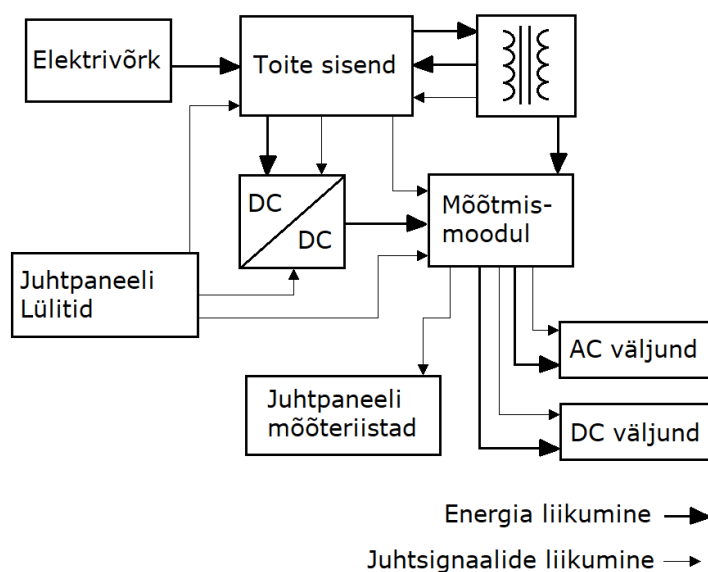 Elektrivõrk
Toite sisend
DC
DC
Mõõtmis-
moodul
Juhtpaneeli
Lülitid
Juhtpaneeli
mõõteriistad
AC väljund
DC väljund
Energia liikumine
Juhtsignaalide liikumine